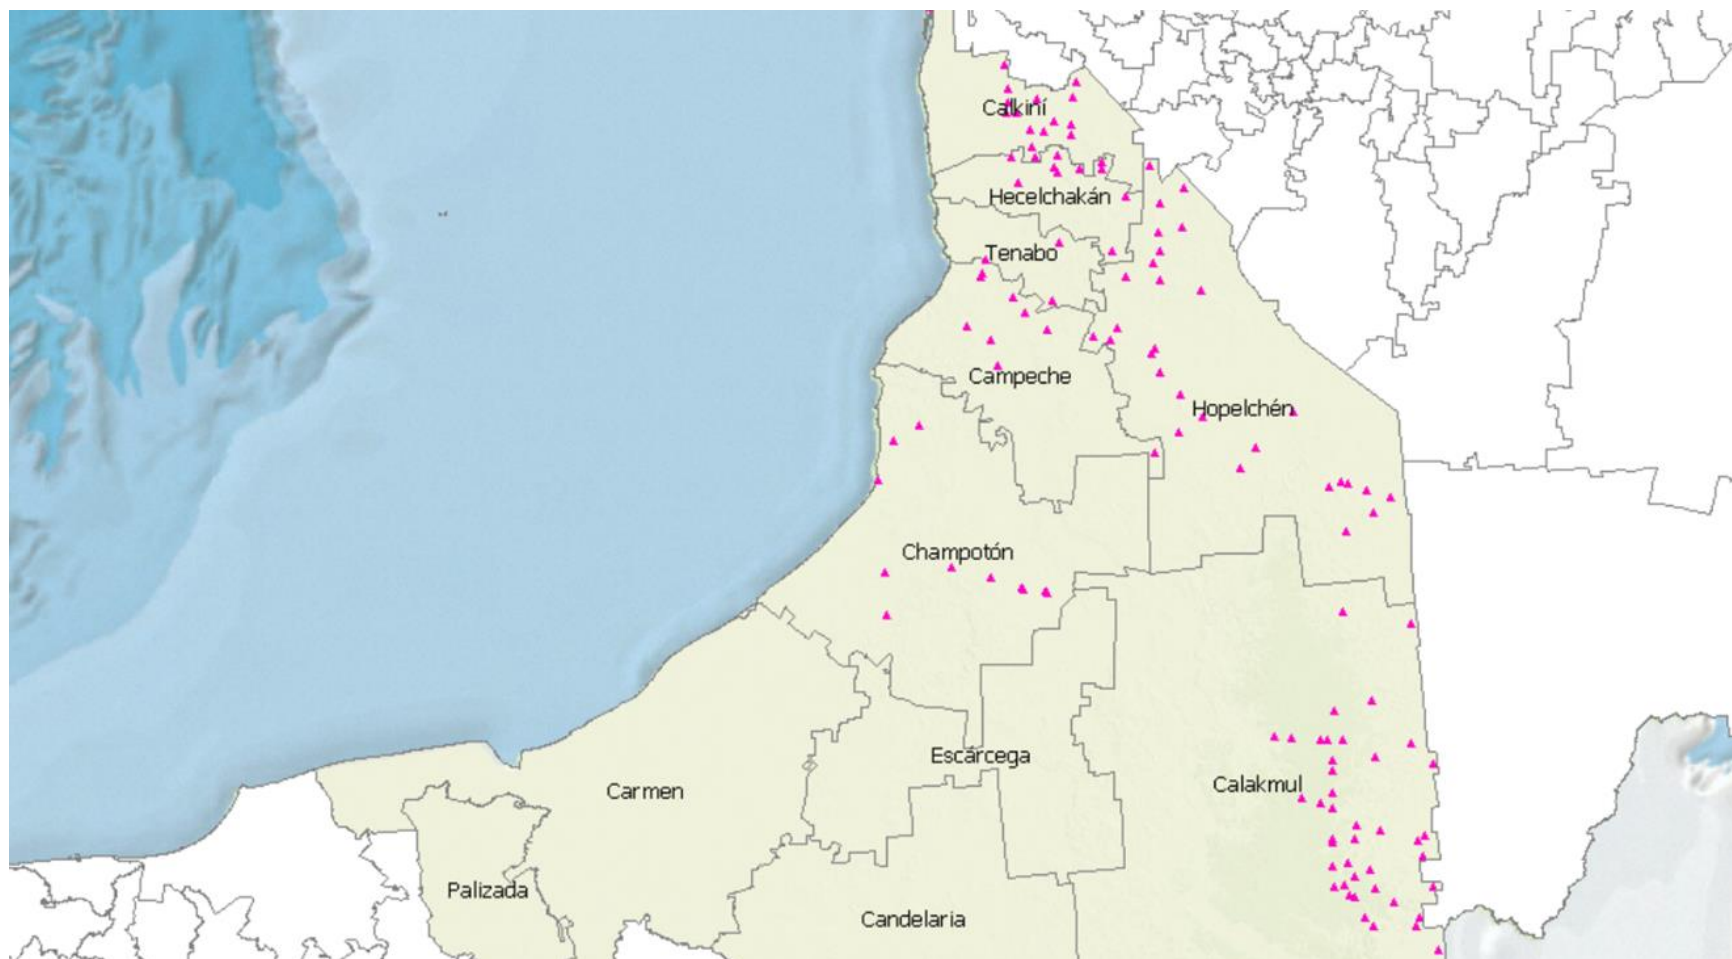 Calkiní
Hecelchakán
Tenabo
Campeche
Hopelchén
Champotón
Escárcega
Calakmul
Carmen
Palizada
Candelaria